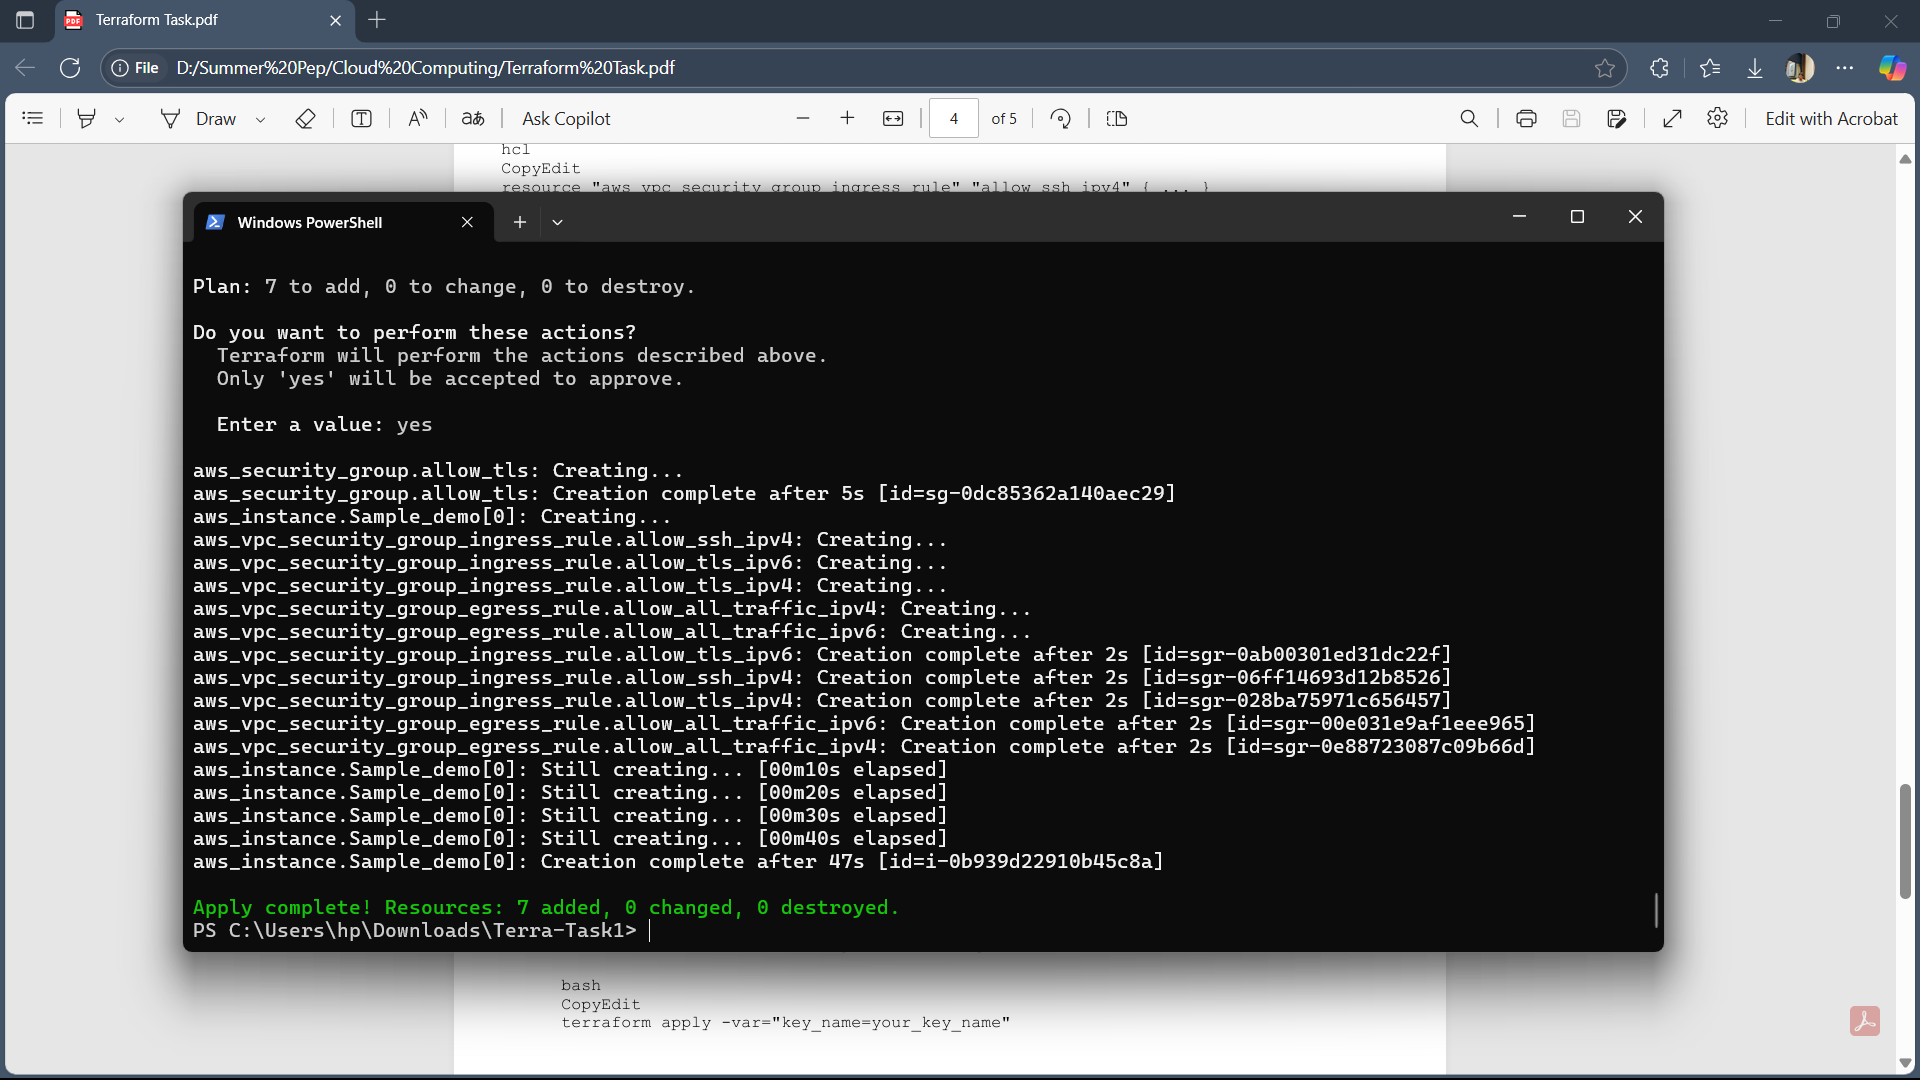 Terraform Task.pdf
File
D:/Summer%20Pep/Cloud%20Computing/Terraform%20Task.pdf
Draw
aあ
Ask Copilot
4
of 5
Edit with Acrobat
hcl
CopyEdit
resource "aws_vpc_security_group_ingress_rule" "allow_ssh_ipv4" { ... }
Windows PowerShell
Plan: 7 to add, 0 to change, 0 to destroy.
Do you want to perform these actions?
Terraform will perform the actions described above.
Only 'yes' will be accepted to approve.
Enter a value: yes
aws_security_group.allow_tls: Creating...
aws_security_group.allow_tls: Creation complete after 5s [id=sg-0dc85362a140aec29]
aws_instance.Sample_demo[0]: Creating...
aws_vpc_security_group_ingress_rule.allow_ssh_ipv4: Creating...
aws_vpc_security_group_ingress_rule.allow_tls_ipv6: Creating...
aws_vpc_security_group_ingress_rule.allow_tls_ipv4: Creating...
aws_vpc_security_group_egress_rule.allow_all_traffic_ipv4: Creating...
aws_vpc_security_group_egress_rule.allow_all_traffic_ipv6: Creating...
aws_vpc_security_group_ingress_rule.allow_tls_ipv6: Creation complete after 2s [id=sgr-0ab00301ed31dc22f]
aws_vpc_security_group_ingress_rule.allow_ssh_ipv4: Creation complete after 2s [id=sgr-06ff14693d12b8526]
aws_vpc_security_group_ingress_rule.allow_tls_ipv4: Creation complete after 2s [id=sgr-028ba75971c656457]
aws_vpc_security_group_egress_rule.allow_all_traffic_ipv6: Creation complete after 2s [id=sgr-00e031e9af1eee965]
aws_vpc_security_group_egress_rule.allow_all_traffic_ipv4: Creation complete after 2s [id=sgr-0e88723087c09b66d]
aws_instance.Sample_demo[0]: Still creating... [00m10s elapsed]
aws_instance.Sample_demo[0]: Still creating... [00m20s elapsed]
aws_instance.Sample_demo[0]: Still creating... [00m30s elapsed]
aws_instance.Sample_demo[0]: Still creating... [00m40s elapsed]
aws_instance.Sample_demo[0]: Creation complete after 47s [id=i-0b939d22910b45c8a]
Apply complete! Resources: 7 added, 0 changed, 0 destroyed.
PS C:\Users\hp\Downloads\Terra-Task1>
bash
CopyEdit
terraform apply -var="key_name=your_key_name"